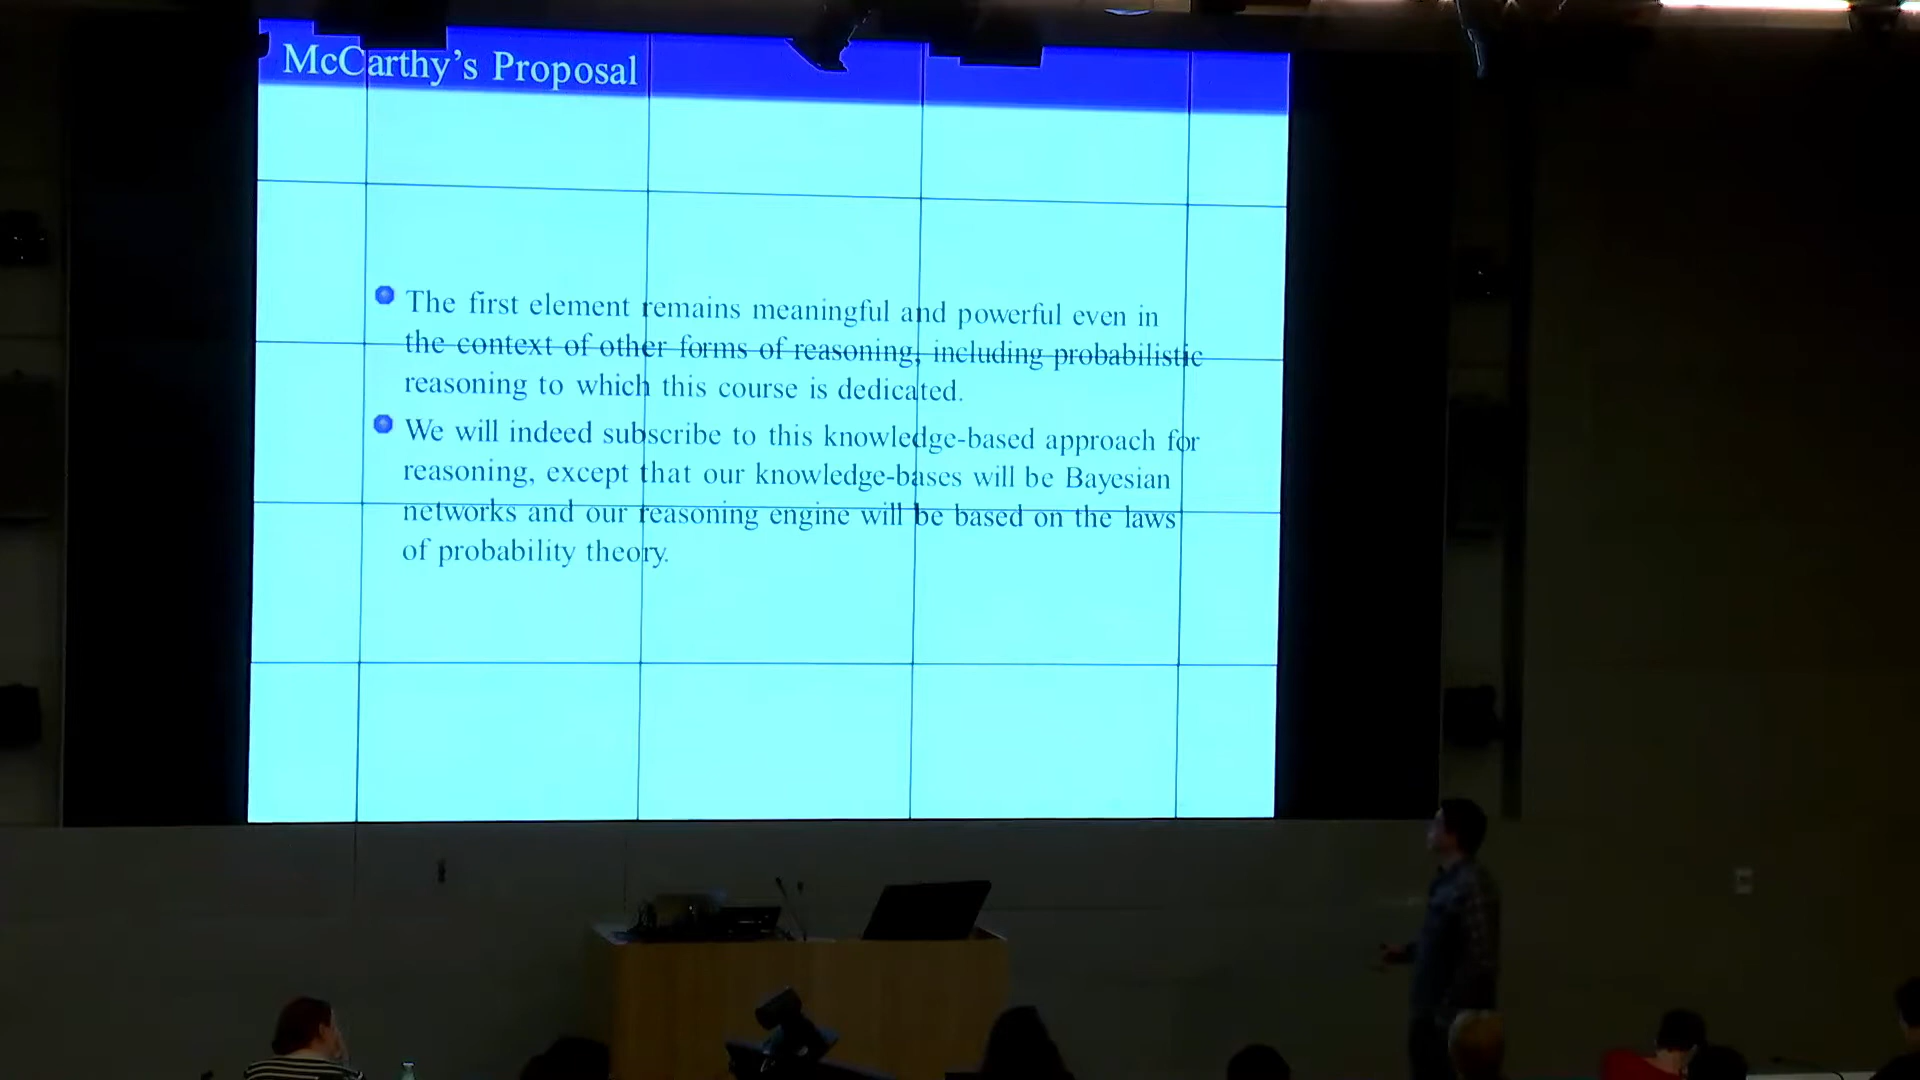 McCarthy's Proposal
The first element remains meaningful and powerful even in
the context of other forms of reasoning, including probabilistic
reasoning to which this course is dedicated.
We will indeed subscribe to this knowledge-based approach for
reasoning, except that our knowledge-bases will be Bayesian
networks and our reasoning engine will be based on the laws
of probability theory.